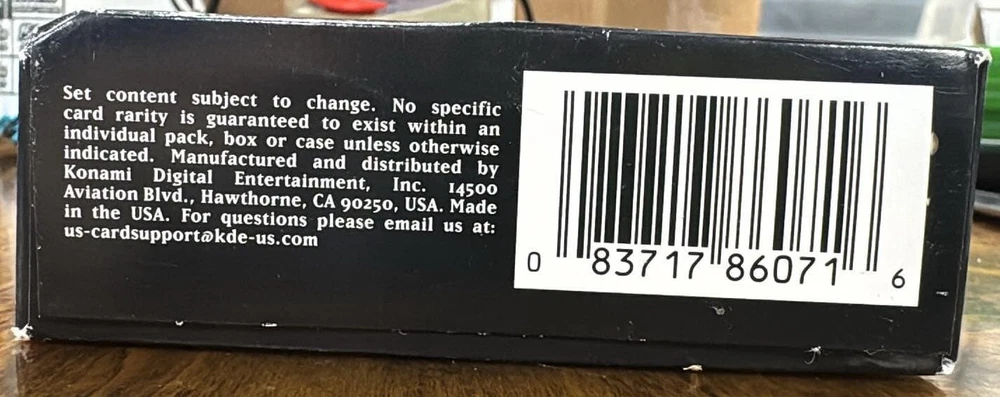 Set content subject to change. No specific
card rarity is guaranteed to exist within an
individual pack, box or case unless otherwise
indicated. Manufactured and distributed by
Konami Digital Entertainment, Inc. 14500
Aviation Blvd., Hawthorne, CA 90250, USA. Made
in the USA. For questions please email us at:
us-cardsupport@kde-us.com
0 83717 86071 6